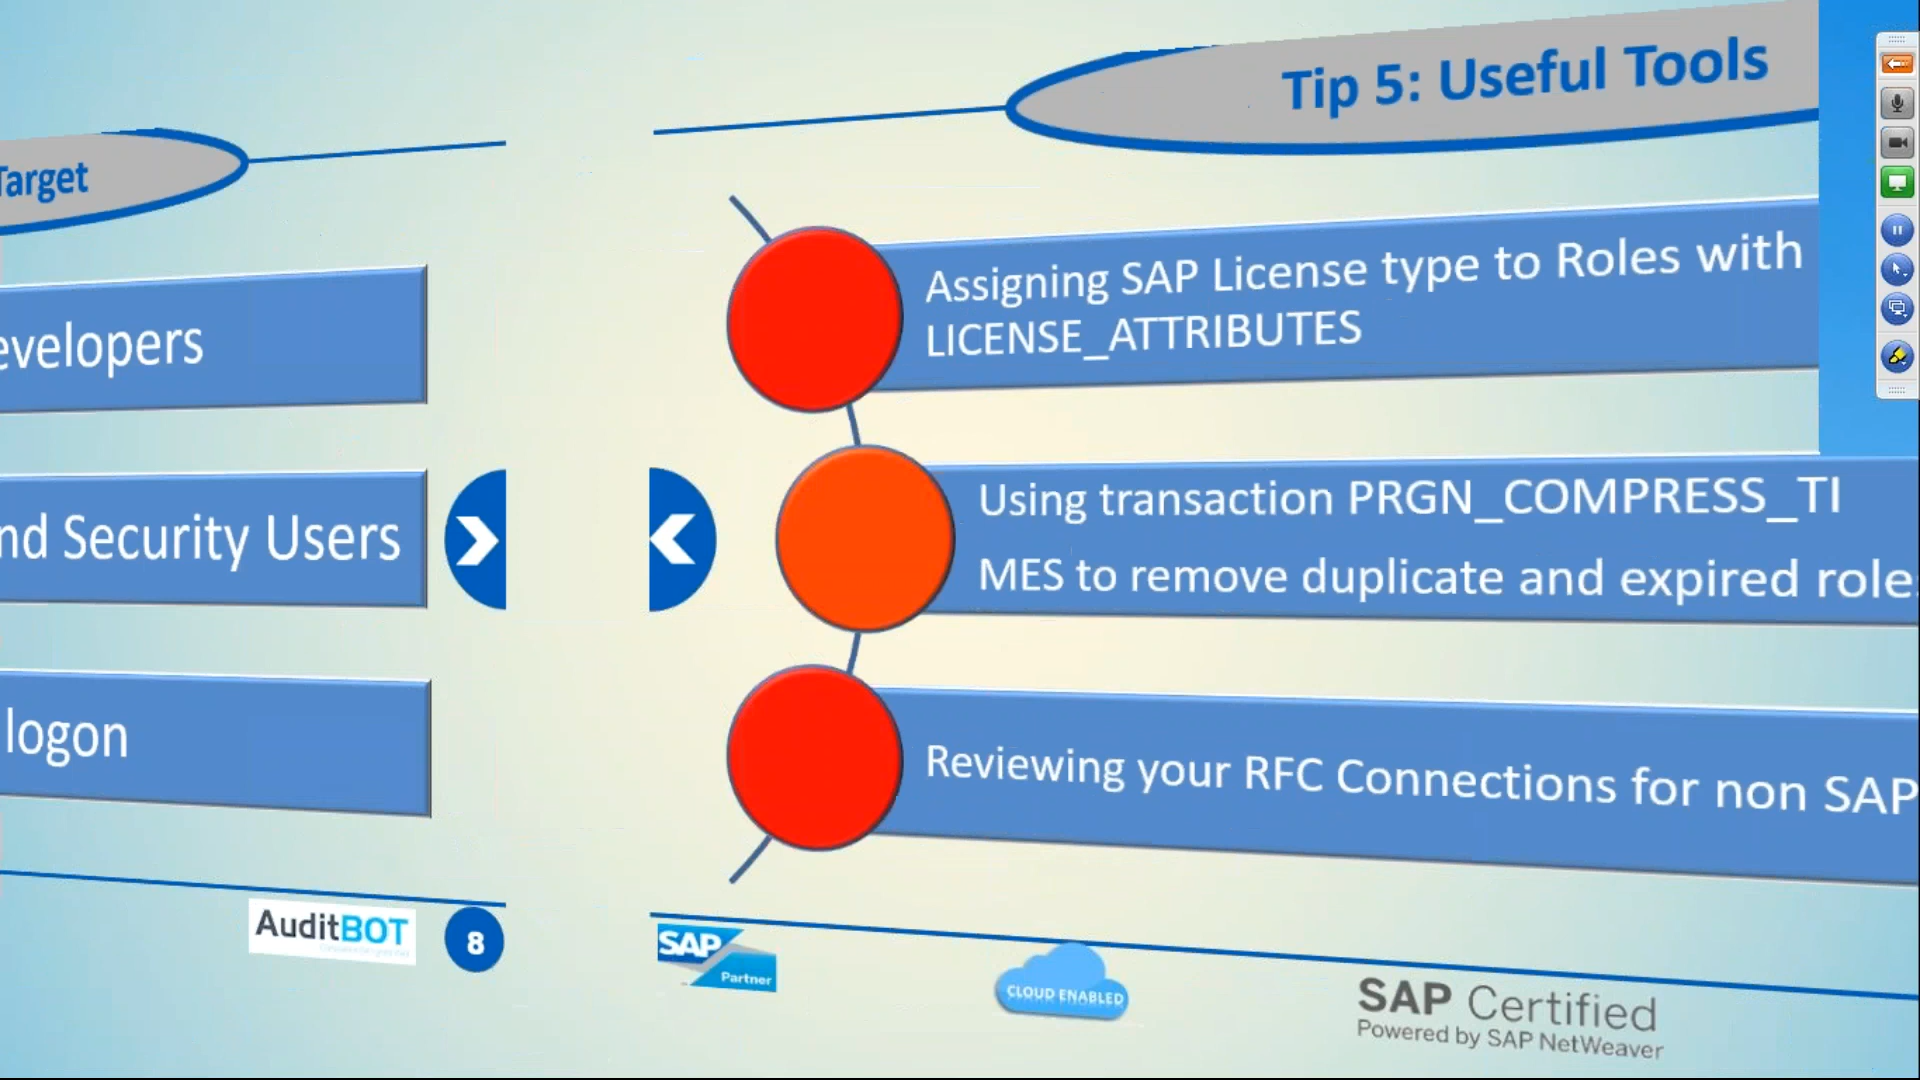 Target
evelopers
nd Security Users
logon
AuditBOT
8
Tip 5: Useful Tools
Assigning SAP License type to Roles with
LICENSE_ATTRIBUTES
Using transaction PRGN_COMPRESS_TI
MES to remove duplicate and expired role
Reviewing your RFC Connections for non SAP
SAP
Partner
CLOUD ENABLED
SAP Certified
Powered by SAP NetWeaver